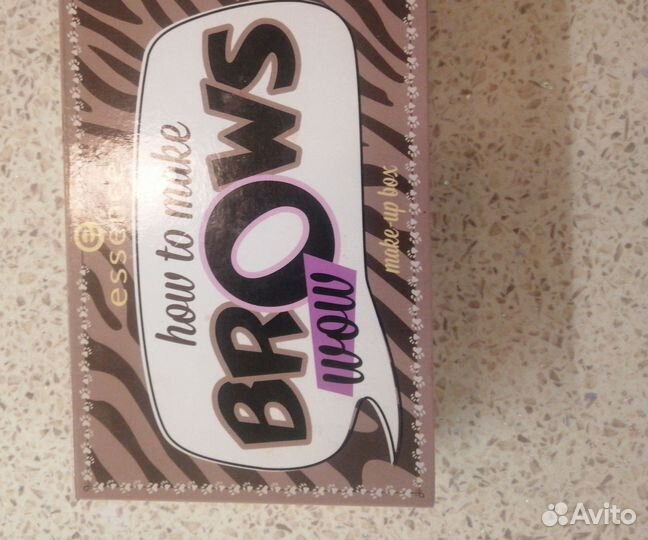 essence
how to make
BROWS
wow
make-up box
Avito